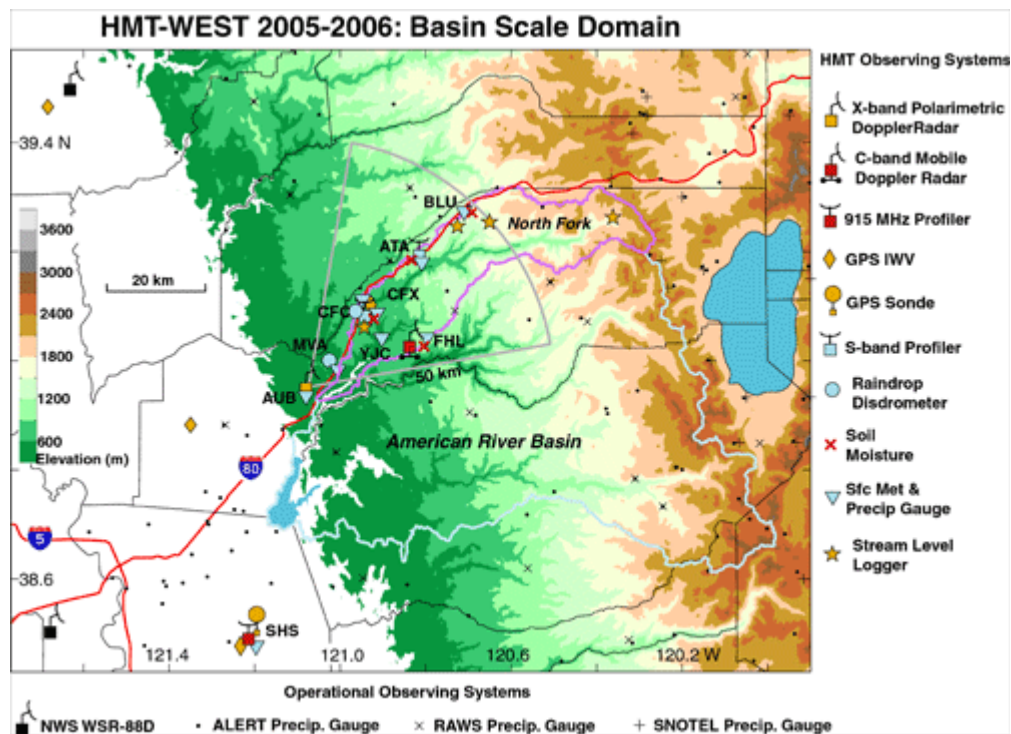 HMT-WEST 2005-2006: Basin Scale Domain
HMT Observing Systems
X-band Polarimetric
DopplerRadar
C-band Mobile
Doppler Radar
915 MHz Profiler
GPS IWV
GPS Sonde
S-band Profiler
Raindrop
Disdrometer
Soil
Moisture
Sfc Met &
Precip Gauge
Stream Level
Logger
39.4 N
3600
3000
2400
1800
1200
600
Elevation (m)
20 km
BLU
North Fork
ATA
CFX
CFC
MVA
YJC
FHL
50 km
AUB
American River Basin
80
5
38.6
SHS
121.4
121.0
120.6
120.2 W
Operational Observing Systems
NWS WSR-88D
ALERT Precip. Gauge
RAWS Precip. Gauge
SNOTEL Precip. Gauge